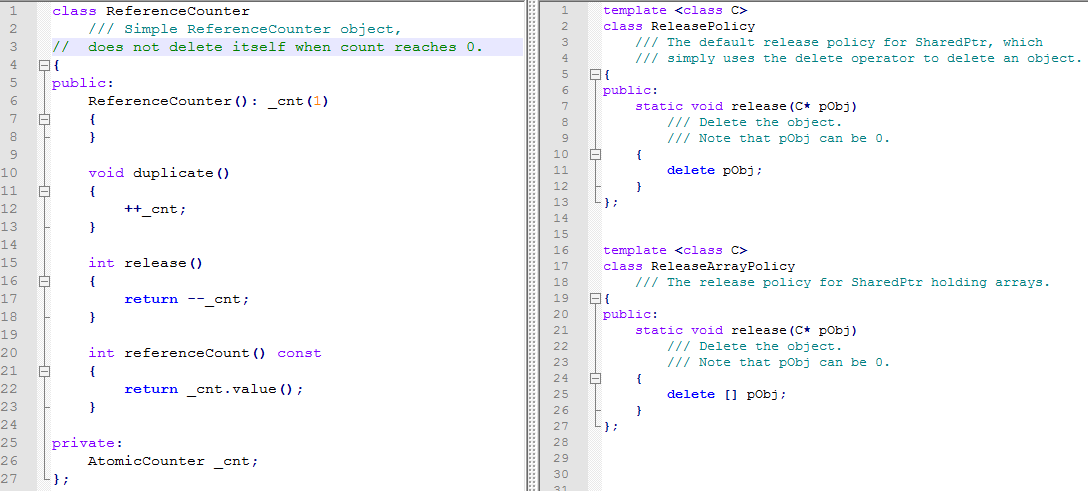 1 class ReferenceCounter
2 /// Simple ReferenceCounter object,
3 // does not delete itself when count reaches 0.
4 {
5 public:
6 ReferenceCounter(): _cnt(1)
7 {
8 }
9
10 void duplicate()
11 {
12 ++_cnt;
13 }
14
15 int release()
16 {
17 return --_cnt;
18 }
19
20 int referenceCount() const
21 {
22 return _cnt.value();
23 }
24
25 private:
26 AtomicCounter _cnt;
27 };
1 template <class C>
2 class ReleasePolicy
3 /// The default release policy for SharedPtr, which
4 /// simply uses the delete operator to delete an object.
5 {
6 public:
7 static void release(C* pObj)
8 /// Delete the object.
9 /// Note that pObj can be 0.
10 {
11 delete pObj;
12 }
13 };
14
15
16 template <class C>
17 class ReleaseArrayPolicy
18 /// The release policy for SharedPtr holding arrays.
19 {
20 public:
21 static void release(C* pObj)
22 /// Delete the object.
23 /// Note that pObj can be 0.
24 {
25 delete [] pObj;
26 }
27 };
28
29
30
31